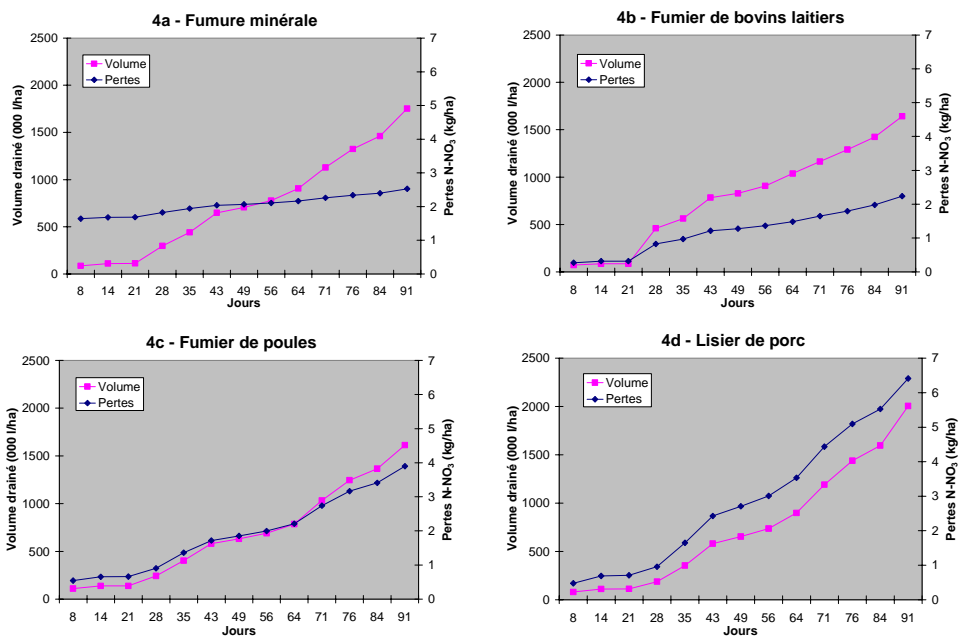 4a - Fumure minérale
Volume drainé (000 l/ha)
2500
2000
1500
1000
500
0
Volume
Pertes
7
6
5
4
3
2
1
0
Pertes N-NO3 (kg/ha)
8 14 21 28 35 43 49 56 64 71 76 84 91
Jours
4b - Fumier de bovins laitiers
Volume drainé (000 l/ha)
2500
2000
1500
1000
500
0
Volume
Pertes
7
6
5
4
3
2
1
0
Pertes N-NO3 (kg/ha)
8 14 21 28 35 43 49 56 64 71 76 84 91
Jours
4c - Fumier de poules
Volume drainé (000 l/ha)
2500
2000
1500
1000
500
0
Volume
Pertes
7
6
5
4
3
2
1
0
Pertes N-NO3 (kg/ha)
8 14 21 28 35 43 49 56 64 71 76 84 91
Jours
4d - Lisier de porc
Volume drainé (000 l/ha)
2500
2000
1500
1000
500
0
Volume
Pertes
7
6
5
4
3
2
1
0
Pertes N-NO3 (kg/ha)
8 14 21 28 35 43 49 56 64 71 76 84 91
Jours